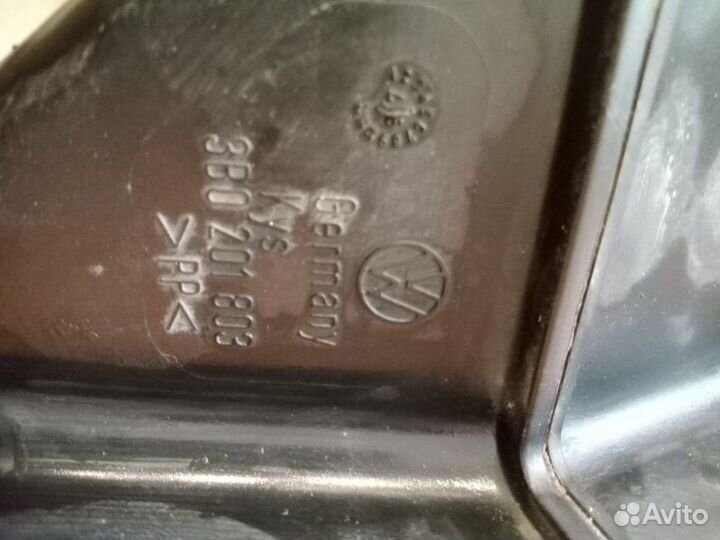 Germany
Kys
3B0 201 803
>PP<
Avito